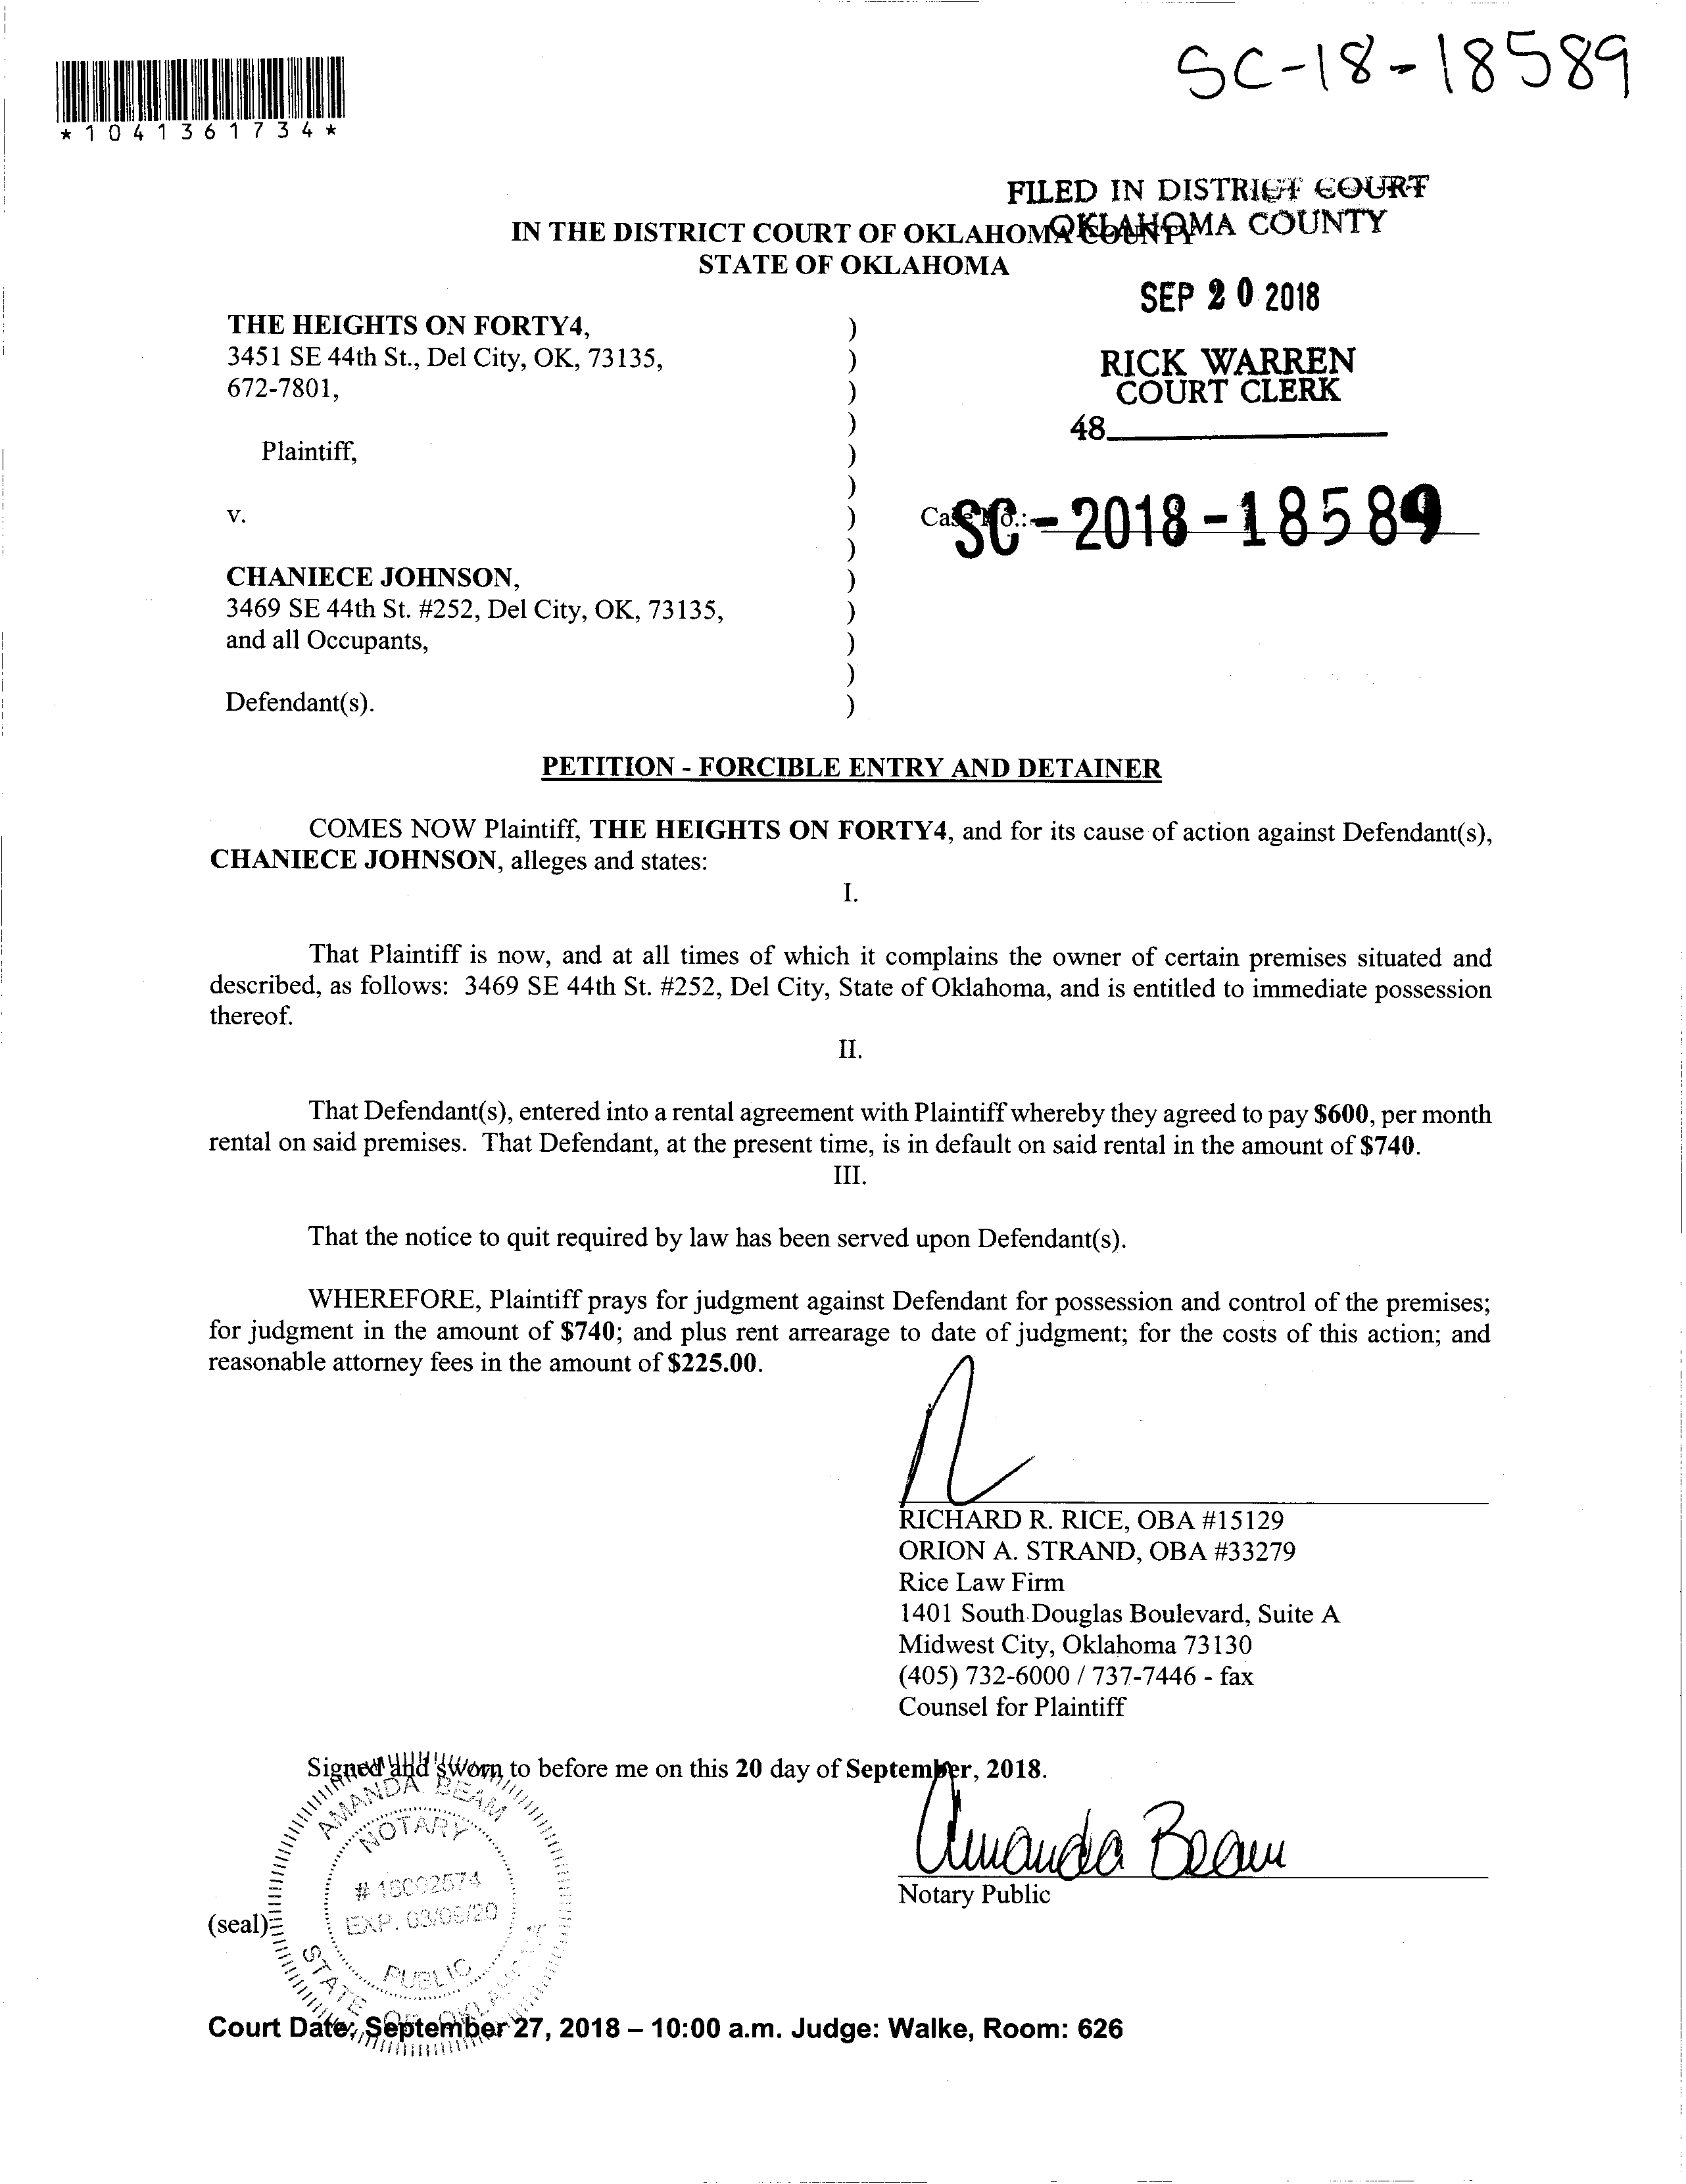 SC-18-18589
*1041361734*
FILED IN DISTRICT COURT
OKLAHOMA COUNTY
IN THE DISTRICT COURT OF OKLAHOMA COUNTY
STATE OF OKLAHOMA
SEP 20 2018
THE HEIGHTS ON FORTY4, )
3451 SE 44th St., Del City, OK, 73135, )
672-7801, )
)
Plaintiff, )
)
v. )
)
CHANIECE JOHNSON, )
3469 SE 44th St. #252, Del City, OK, 73135, )
and all Occupants, )
)
Defendant(s). )
RICK WARREN
COURT CLERK
48
Case No.:
SC-2018-18589
PETITION - FORCIBLE ENTRY AND DETAINER
COMES NOW Plaintiff, THE HEIGHTS ON FORTY4, and for its cause of action against Defendant(s),
CHANIECE JOHNSON, alleges and states:
I.
That Plaintiff is now, and at all times of which it complains the owner of certain premises situated and
described, as follows: 3469 SE 44th St. #252, Del City, State of Oklahoma, and is entitled to immediate possession
thereof.
II.
That Defendant(s), entered into a rental agreement with Plaintiff whereby they agreed to pay $600, per month
rental on said premises. That Defendant, at the present time, is in default on said rental in the amount of $740.
III.
That the notice to quit required by law has been served upon Defendant(s).
WHEREFORE, Plaintiff prays for judgment against Defendant for possession and control of the premises;
for judgment in the amount of $740; and plus rent arrearage to date of judgment; for the costs of this action; and
reasonable attorney fees in the amount of $225.00.
RICHARD R. RICE, OBA #15129
ORION A. STRAND, OBA #33279
Rice Law Firm
1401 South Douglas Boulevard, Suite A
Midwest City, Oklahoma 73130
(405) 732-6000 / 737-7446 - fax
Counsel for Plaintiff
Signed and sworn to before me on this 20 day of September, 2018.
Amanda Beam
Notary Public
(seal)
AMANDA BEAM
NOTARY
EXP.
PUBLIC
STATE OF OKLAHOMA
Court Date: September 27, 2018 – 10:00 a.m. Judge: Walke, Room: 626